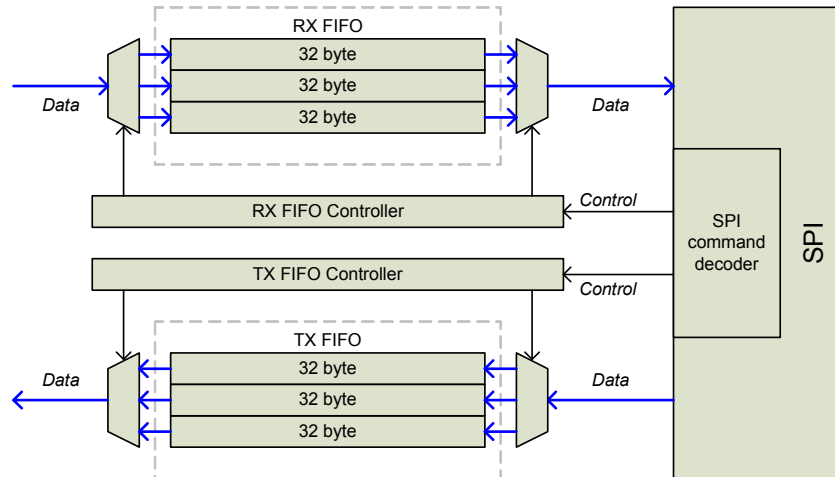 RX FIFO
32 byte
32 byte
32 byte
Data
Data
RX FIFO Controller
Control
SPI
command
decoder
SPI
TX FIFO Controller
Control
TX FIFO
32 byte
32 byte
32 byte
Data
Data